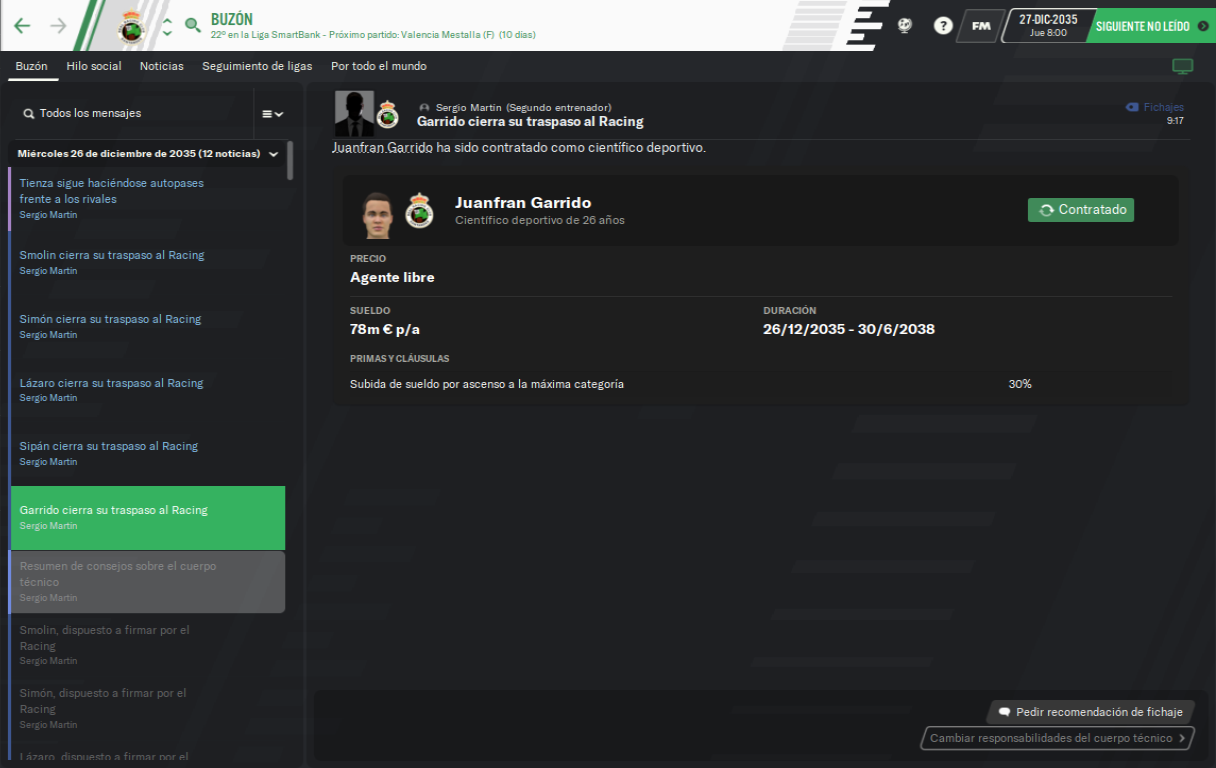 BUZÓN
22º en la Liga SmartBank - Próximo partido: Valencia Mestalla (F) (10 días)
?
FM
27-DIC-2035
Jue 8:00
SIGUIENTE NO LEÍDO
Buzón
Hilo social
Noticias
Seguimiento de ligas
Por todo el mundo
Todos los mensajes
Miércoles 26 de diciembre de 2035 (12 noticias)
Tienza sigue haciéndose autopases
frente a los rivales
Sergio Martín
Smolin cierra su traspaso al Racing
Sergio Martín
Simón cierra su traspaso al Racing
Sergio Martín
Lázaro cierra su traspaso al Racing
Sergio Martín
Sipán cierra su traspaso al Racing
Sergio Martín
Garrido cierra su traspaso al Racing
Sergio Martín
Resumen de consejos sobre el cuerpo
técnico
Sergio Martín
Smolin, dispuesto a firmar por el
Racing
Sergio Martín
Simón, dispuesto a firmar por el
Racing
Sergio Martín
Lázaro, dispuesto a firmar por el
Sergio Martín (Segundo entrenador)
Garrido cierra su traspaso al Racing
Fichajes
9:17
Juanfran Garrido ha sido contratado como científico deportivo.
Juanfran Garrido
Científico deportivo de 26 años
Contratado
PRECIO
Agente libre
SUELDO
78m € p/a
DURACIÓN
26/12/2035 - 30/6/2038
PRIMAS Y CLÁUSULAS
Subida de sueldo por ascenso a la máxima categoría
30%
Pedir recomendación de fichaje
Cambiar responsabilidades del cuerpo técnico